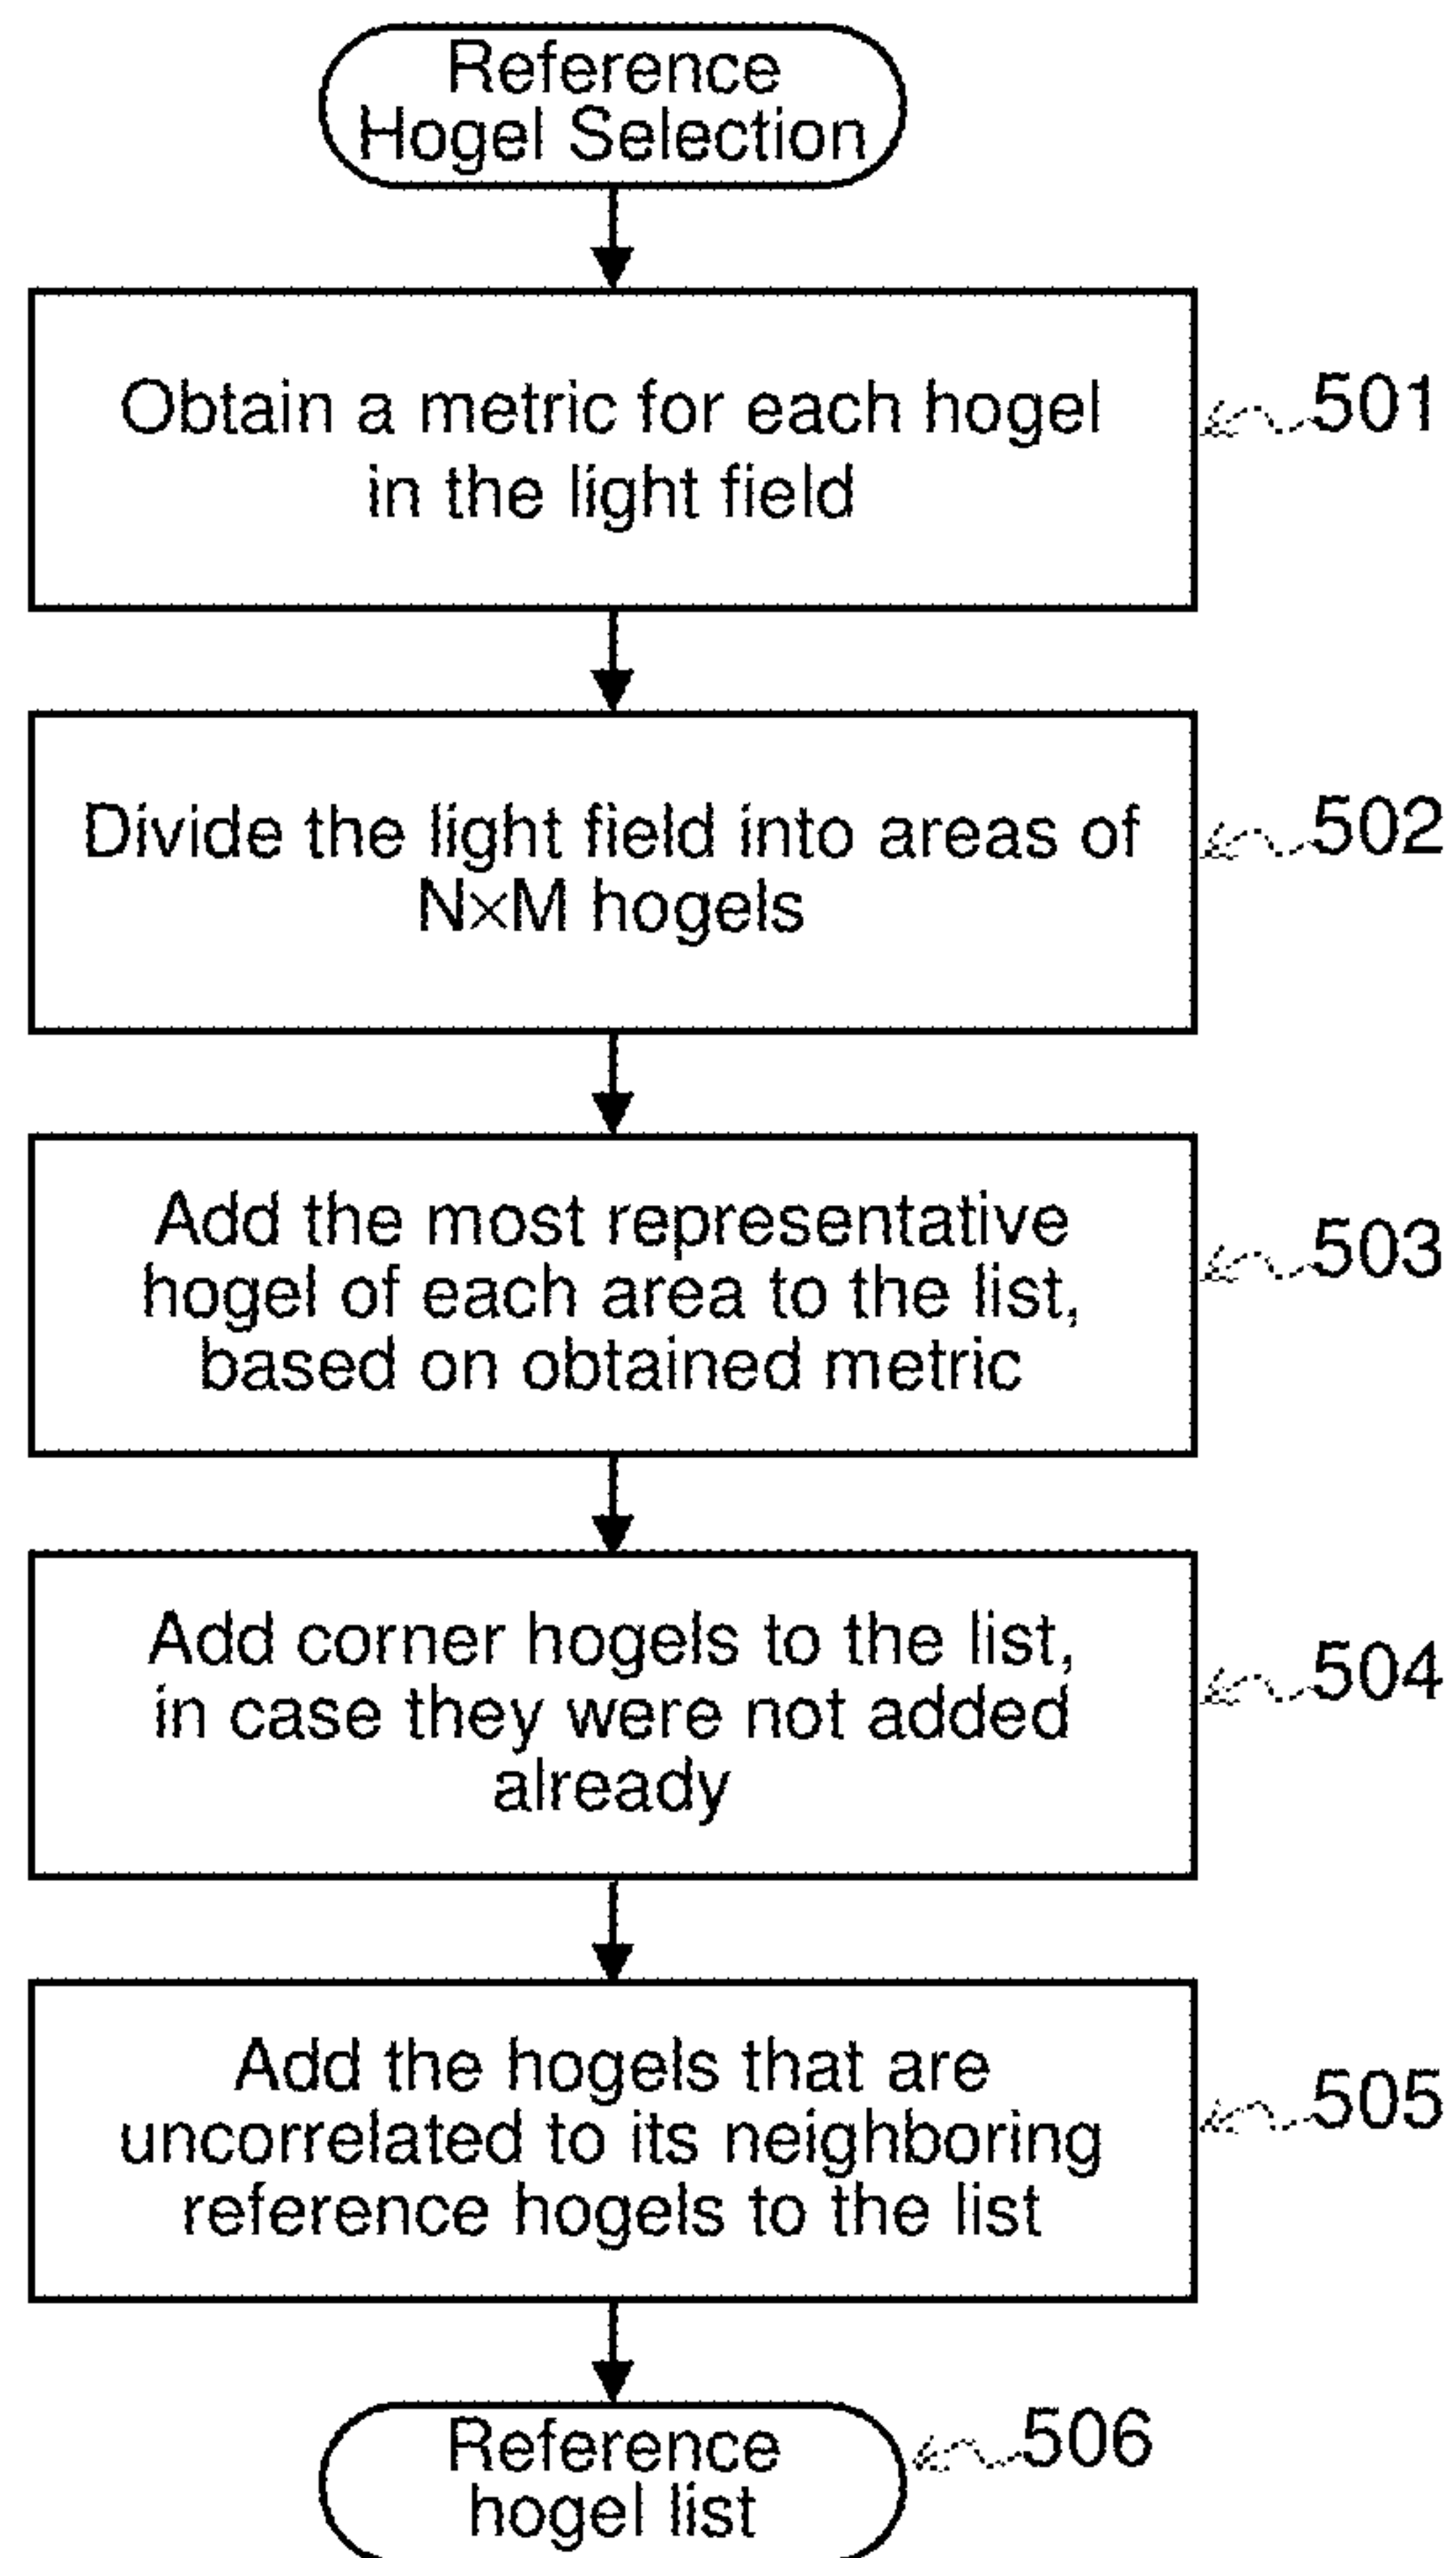 Reference
Hogel Selection
Obtain a metric for each hogel
in the light field
501
Divide the light field into areas of
N×M hogels
502
Add the most representative
hogel of each area to the list,
based on obtained metric
503
Add corner hogels to the list,
in case they were not added
already
504
Add the hogels that are
uncorrelated to its neighboring
reference hogels to the list
505
Reference
hogel list
506